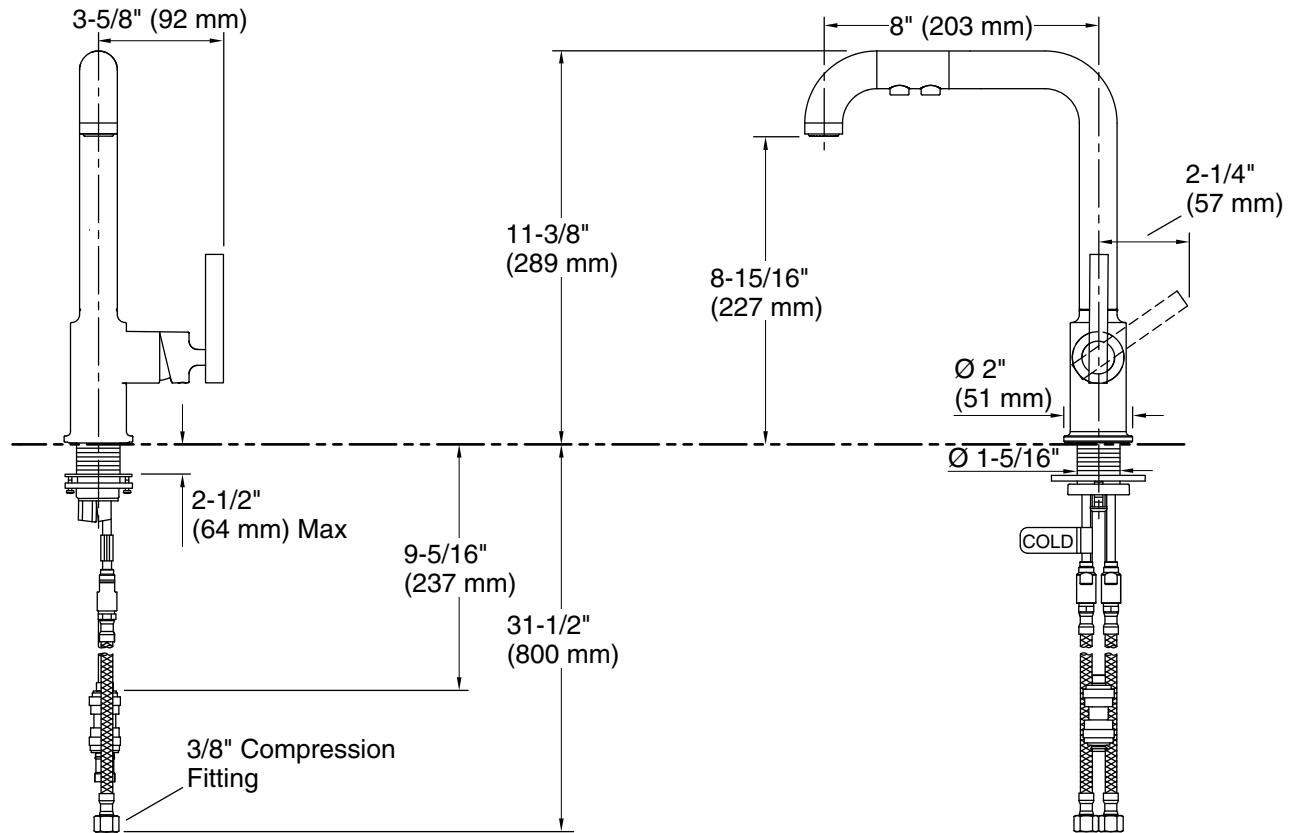 3-5/8" (92 mm)
8" (203 mm)
2-1/4"
(57 mm)
11-3/8"
(289 mm)
8-15/16"
(227 mm)
Ø 2"
(51 mm)
Ø 1-5/16"
2-1/2"
(64 mm) Max
COLD
9-5/16"
(237 mm)
31-1/2"
(800 mm)
3/8" Compression
Fitting